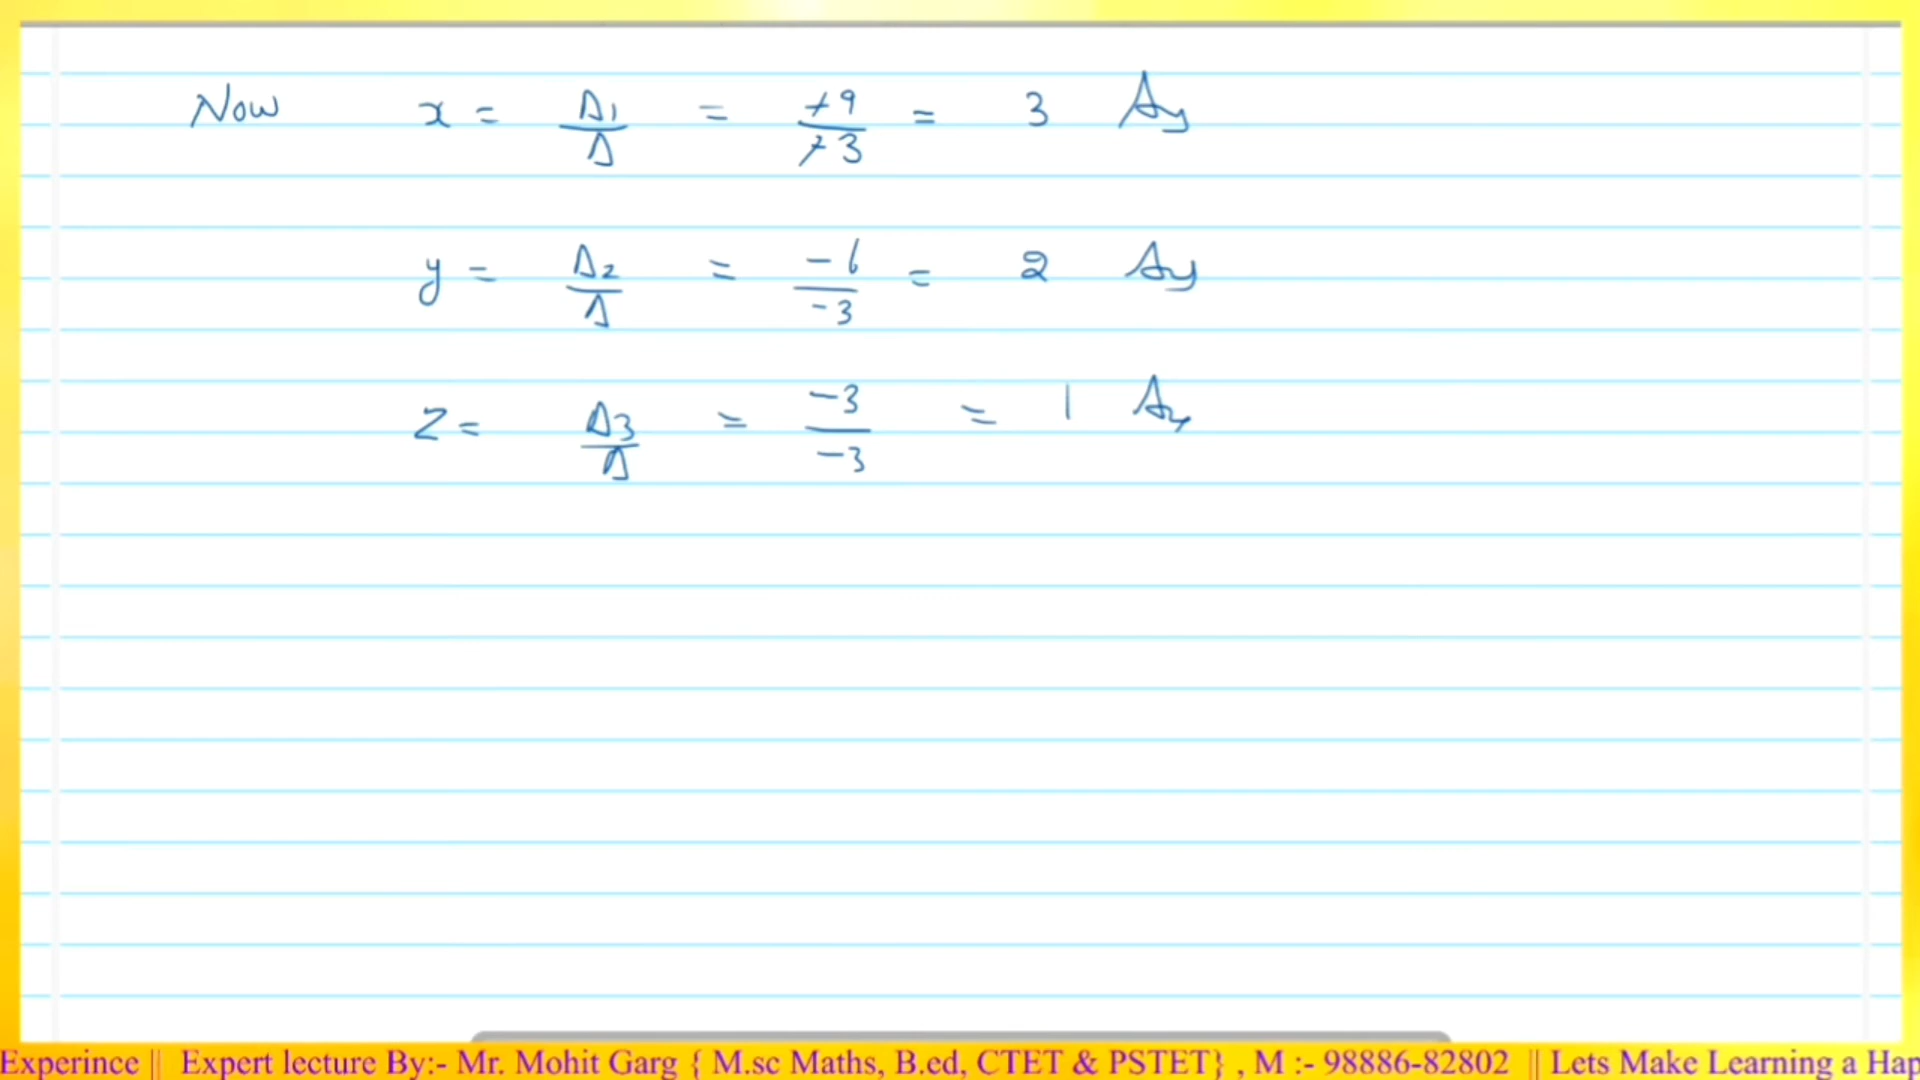 Now x = Δ1/Δ = -9/-3 = 3 Ay
y = Δ2/Δ = -6/-3 = 2 Ay
z = Δ3/Δ = -3/-3 = 1 Ay
Experince || Expert lecture By:- Mr. Mohit Garg { M.sc Maths, B.ed, CTET & PSTET} , M :- 98886-82802 || Lets Make Learning a Hap